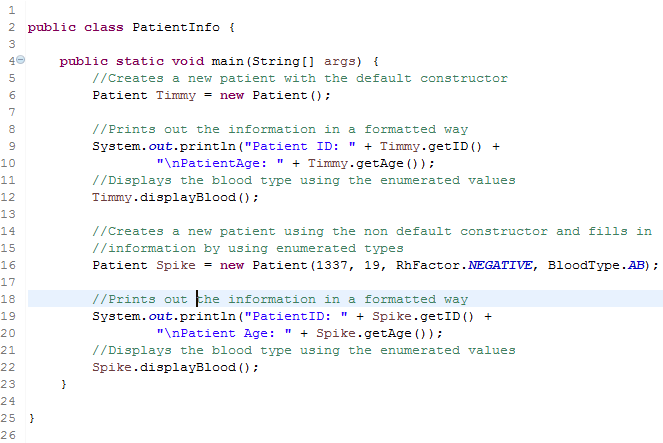 1
2 public class PatientInfo {
3
4 public static void main(String[] args) {
5 //Creates a new patient with the default constructor
6 Patient Timmy = new Patient();
7
8 //Prints out the information in a formatted way
9 System.out.println("Patient ID: " + Timmy.getID() +
10 "\nPatientAge: " + Timmy.getAge());
11 //Displays the blood type using the enumerated values
12 Timmy.displayBlood();
13
14 //Creates a new patient using the non default constructor and fills in
15 //information by using enumerated types
16 Patient Spike = new Patient(1337, 19, RhFactor.NEGATIVE, BloodType.AB);
17
18 //Prints out the information in a formatted way
19 System.out.println("PatientID: " + Spike.getID() +
20 "\nPatient Age: " + Spike.getAge());
21 //Displays the blood type using the enumerated values
22 Spike.displayBlood();
23 }
24
25 }
26